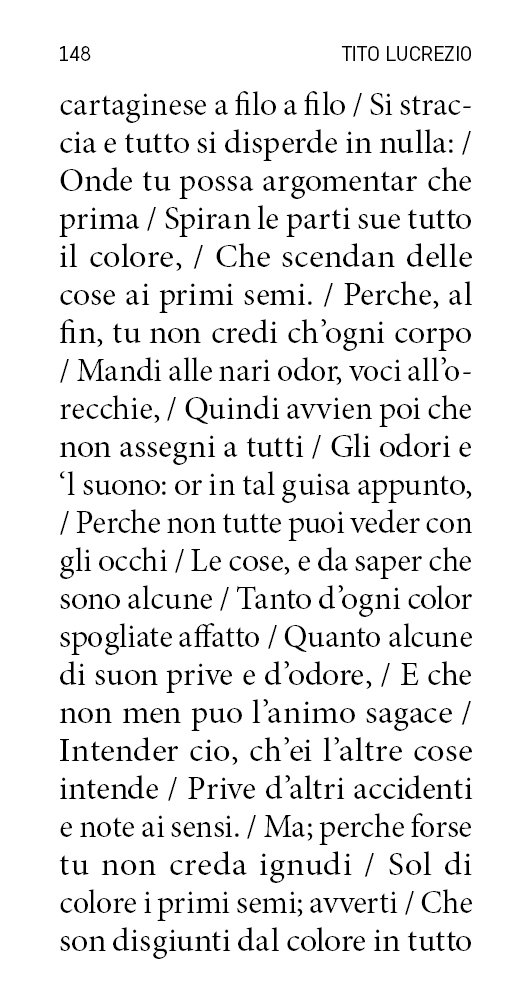 148 TITO LUCREZIO
cartaginese a filo a filo / Si strac-
cia e tutto si disperde in nulla: /
Onde tu possa argomentar che
prima / Spiran le parti sue tutto
il colore, / Che scendan delle
cose ai primi semi. / Perche, al
fin, tu non credi ch’ogni corpo
/ Mandi alle nari odor, voci all’o-
recchie, / Quindi avvien poi che
non assegni a tutti / Gli odori e
‘l suono: or in tal guisa appunto,
/ Perche non tutte puoi veder con
gli occhi / Le cose, e da saper che
sono alcune / Tanto d’ogni color
spogliate affatto / Quanto alcune
di suon prive e d’odore, / E che
non men puo l’animo sagace /
Intender cio, ch’ei l’altre cose
intende / Prive d’altri accidenti
e note ai sensi. / Ma; perche forse
tu non creda ignudi / Sol di
colore i primi semi; avverti / Che
son disgiunti dal colore in tutto